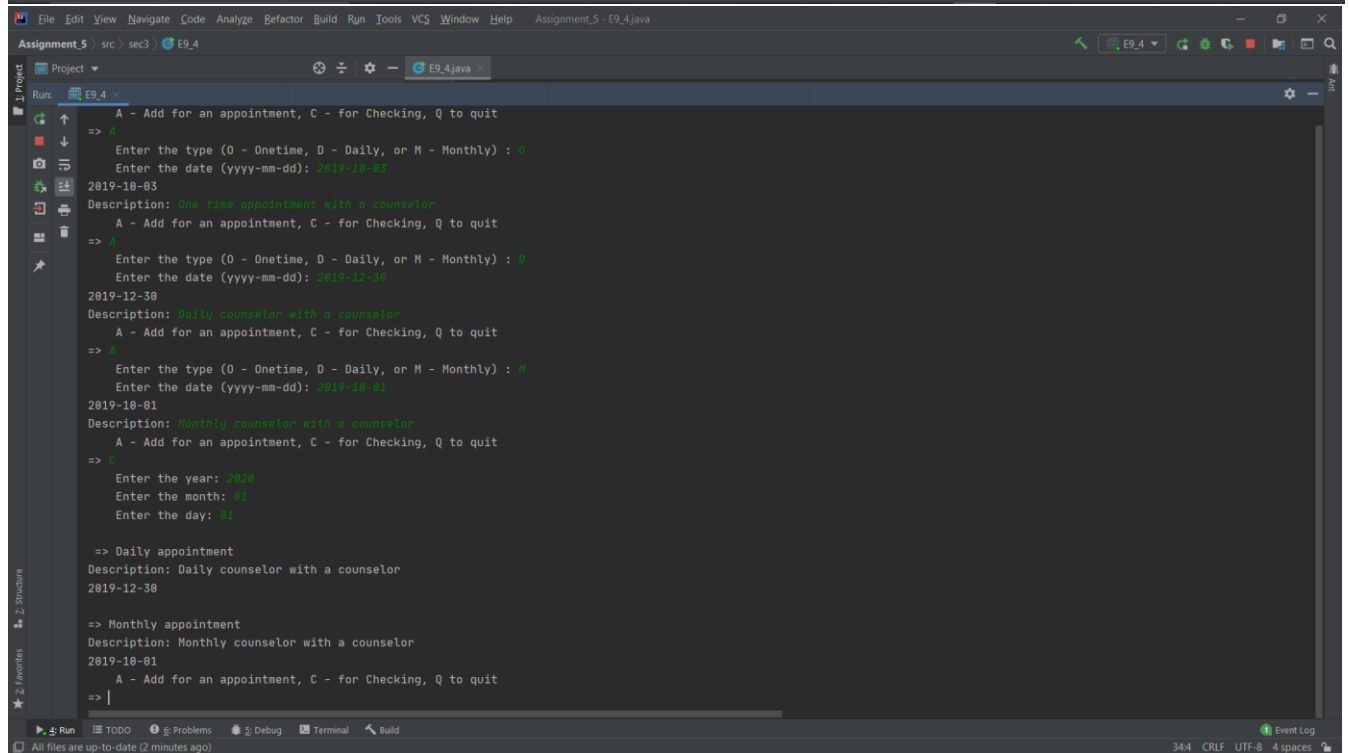 File Edit View Navigate Code Analyze Refactor Build Run Tools VCS Window Help Assignment_5 - E9_4.java
Assignment_5 〉 src 〉 sec3 〉 E9_4
E9_4
1: Project
Project
E9_4.java
Ant
Run: E9_4
A - Add for an appointment, C - for Checking, Q to quit
=> A
Enter the type (O - Onetime, D - Daily, or M - Monthly) : D
Enter the date (yyyy-mm-dd): 2019-10-03
2019-10-03
Description: One time appointment with a counselor
A - Add for an appointment, C - for Checking, Q to quit
=> A
Enter the type (O - Onetime, D - Daily, or M - Monthly) : D
Enter the date (yyyy-mm-dd): 2019-12-30
2019-12-30
Description: Daily counselor with a counselor
A - Add for an appointment, C - for Checking, Q to quit
=> A
Enter the type (O - Onetime, D - Daily, or M - Monthly) : M
Enter the date (yyyy-mm-dd): 2019-10-01
2019-10-01
Description: Monthly counselor with a counselor
A - Add for an appointment, C - for Checking, Q to quit
=> C
Enter the year: 2020
Enter the month: 01
Enter the day: 01
=> Daily appointment
Description: Daily counselor with a counselor
2019-12-30
=> Monthly appointment
Description: Monthly counselor with a counselor
2019-10-01
A - Add for an appointment, C - for Checking, Q to quit
=>
Z: Structure
2: Favorites
4: Run TODO 6: Problems 5: Debug Terminal Build 1 Event Log
All files are up-to-date (2 minutes ago) 34:4 CRLF UTF-8 4 spaces